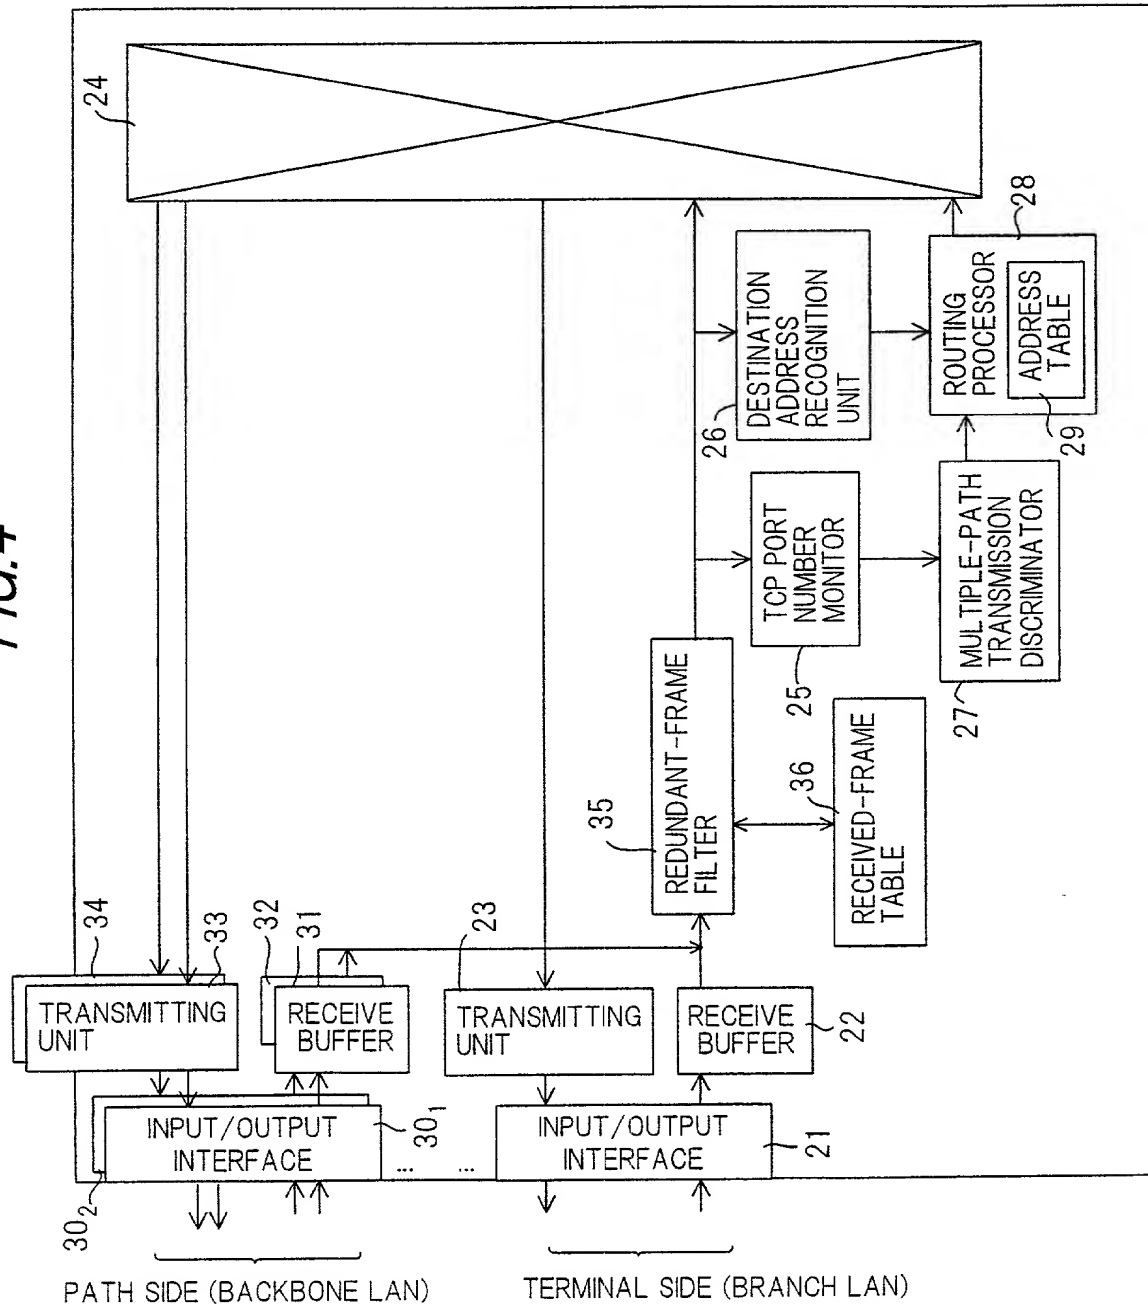 FIG.4
24
34
33
TRANSMITTING
UNIT
32
31
RECEIVE
BUFFER
23
TRANSMITTING
UNIT
RECEIVE
BUFFER
22
INPUT/OUTPUT
INTERFACE
30₁
30₂
...
...
INPUT/OUTPUT
INTERFACE
21
PATH SIDE (BACKBONE LAN)
TERMINAL SIDE (BRANCH LAN)
35
REDUNDANT-FRAME
FILTER
36
RECEIVED-FRAME
TABLE
TCP PORT
NUMBER
MONITOR
25
26
DESTINATION
ADDRESS
RECOGNITION
UNIT
27
MULTIPLE-PATH
TRANSMISSION
DISCRIMINATOR
28
ROUTING
PROCESSOR
ADDRESS
TABLE
29